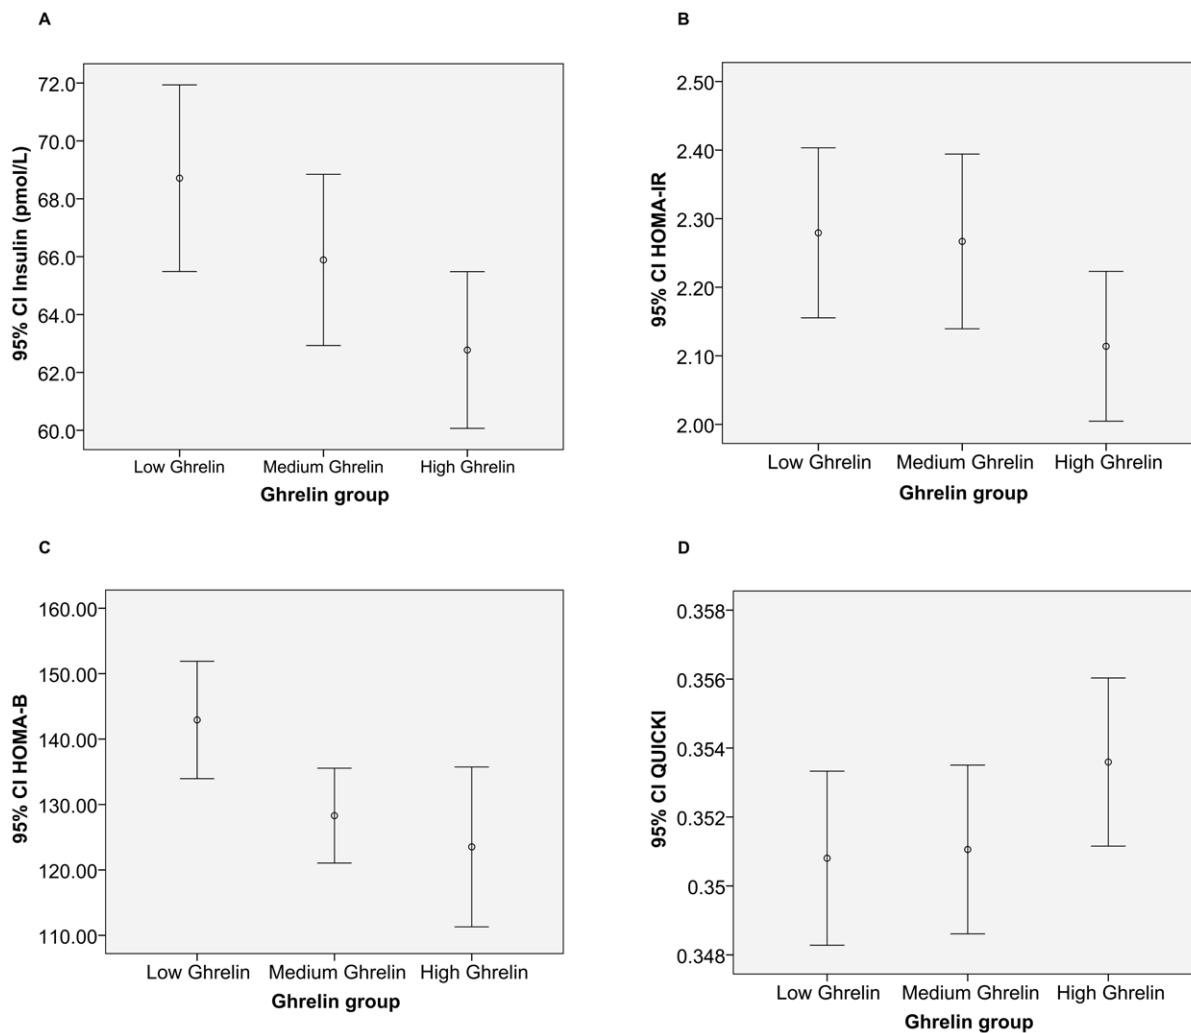 A
95% CI Insulin (pmol/L)
72.0
70.0
68.0
66.0
64.0
62.0
60.0
Low Ghrelin Medium Ghrelin High Ghrelin
Ghrelin group
B
95% CI HOMA-IR
2.50
2.40
2.30
2.20
2.10
2.00
Low Ghrelin Medium Ghrelin High Ghrelin
Ghrelin group
C
95% CI HOMA-B
160.00
150.00
140.00
130.00
120.00
110.00
Low Ghrelin Medium Ghrelin High Ghrelin
Ghrelin group
D
95% CI QUICKI
0.358
0.356
0.354
0.352
0.35
0.348
Low Ghrelin Medium Ghrelin High Ghrelin
Ghrelin group